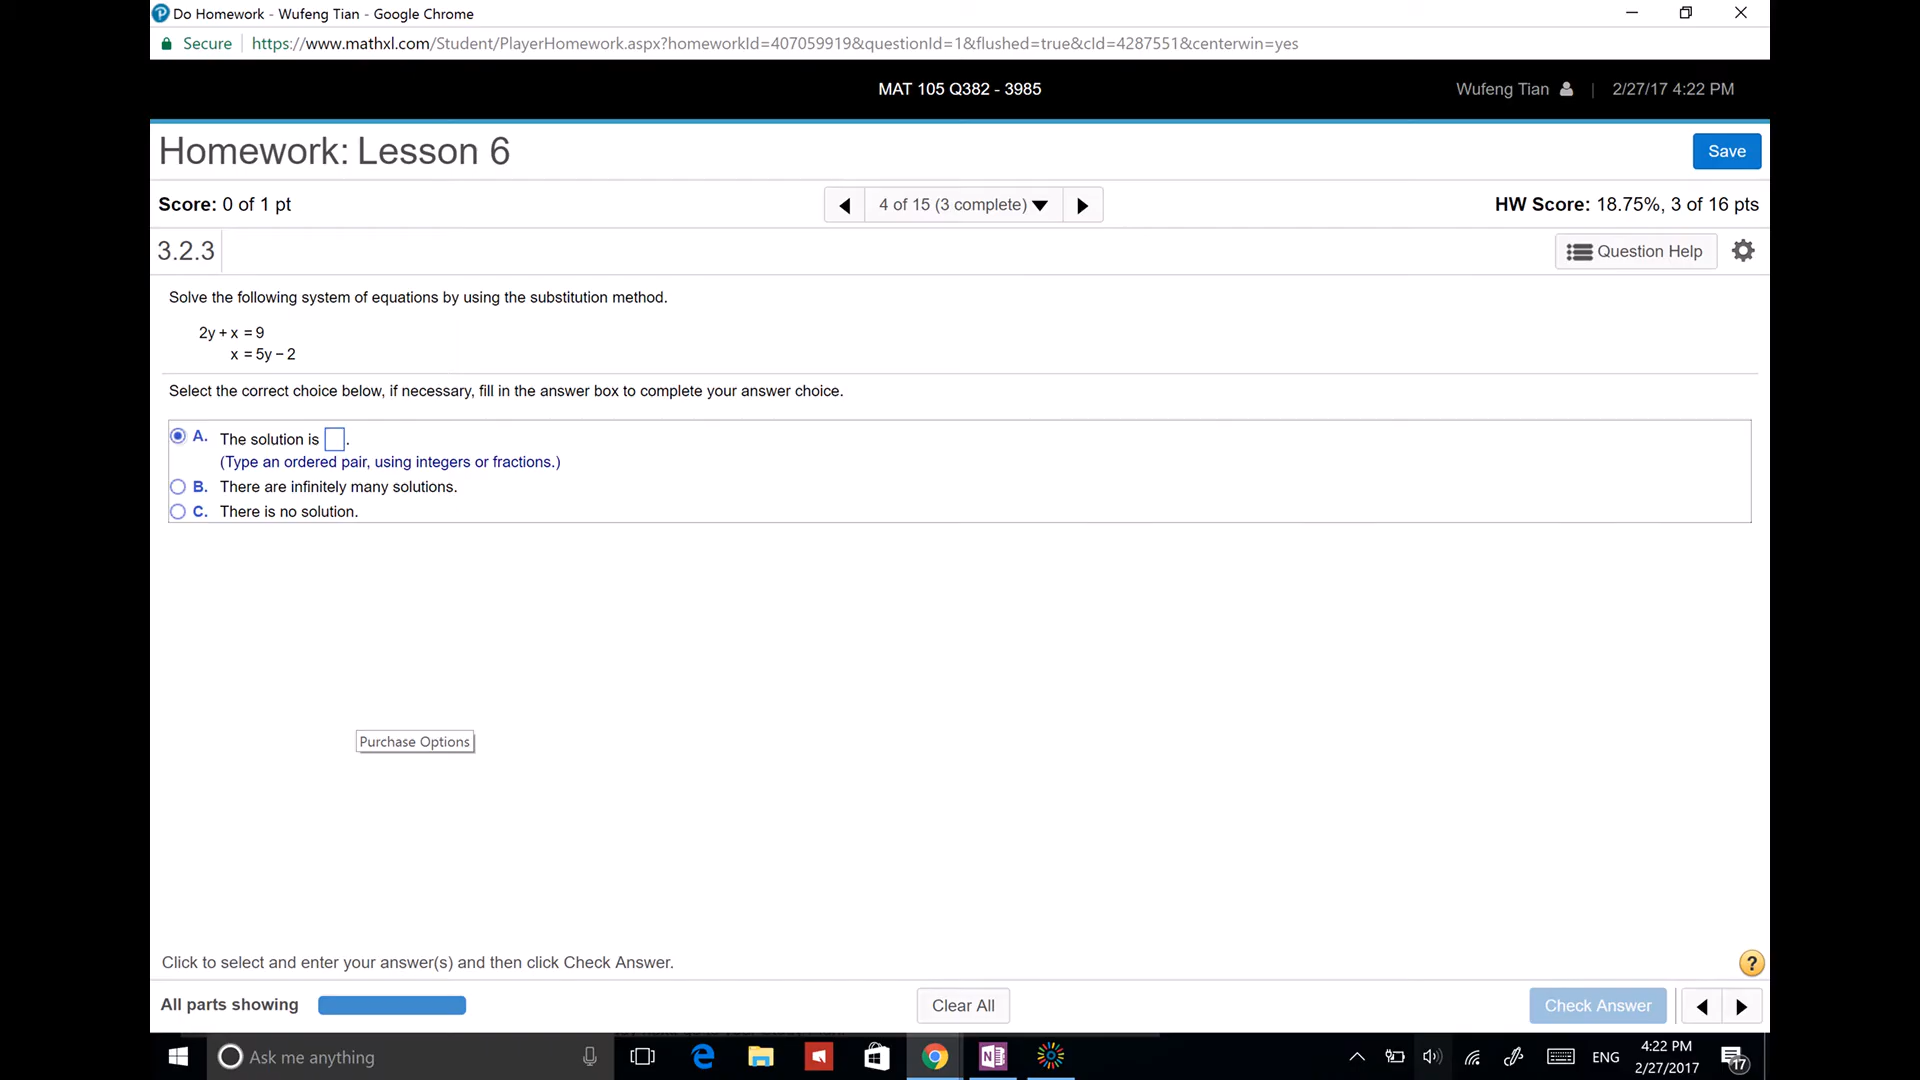 Do Homework - Wufeng Tian - Google Chrome
Secure https://www.mathxl.com/Student/PlayerHomework.aspx?homeworkId=407059919&questionId=1&flushed=true&cId=4287551&centerwin=yes
MAT 105 Q382 - 3985
Wufeng Tian | 2/27/17 4:22 PM
Homework: Lesson 6
Save
Score: 0 of 1 pt
4 of 15 (3 complete)
HW Score: 18.75%, 3 of 16 pts
3.2.3
Question Help
Solve the following system of equations by using the substitution method.
2y + x = 9
x = 5y − 2
Select the correct choice below, if necessary, fill in the answer box to complete your answer choice.
A. The solution is .
(Type an ordered pair, using integers or fractions.)
B. There are infinitely many solutions.
C. There is no solution.
Purchase Options
Click to select and enter your answer(s) and then click Check Answer.
?
All parts showing
Clear All
Check Answer
Ask me anything
ENG
4:22 PM
2/27/2017
17